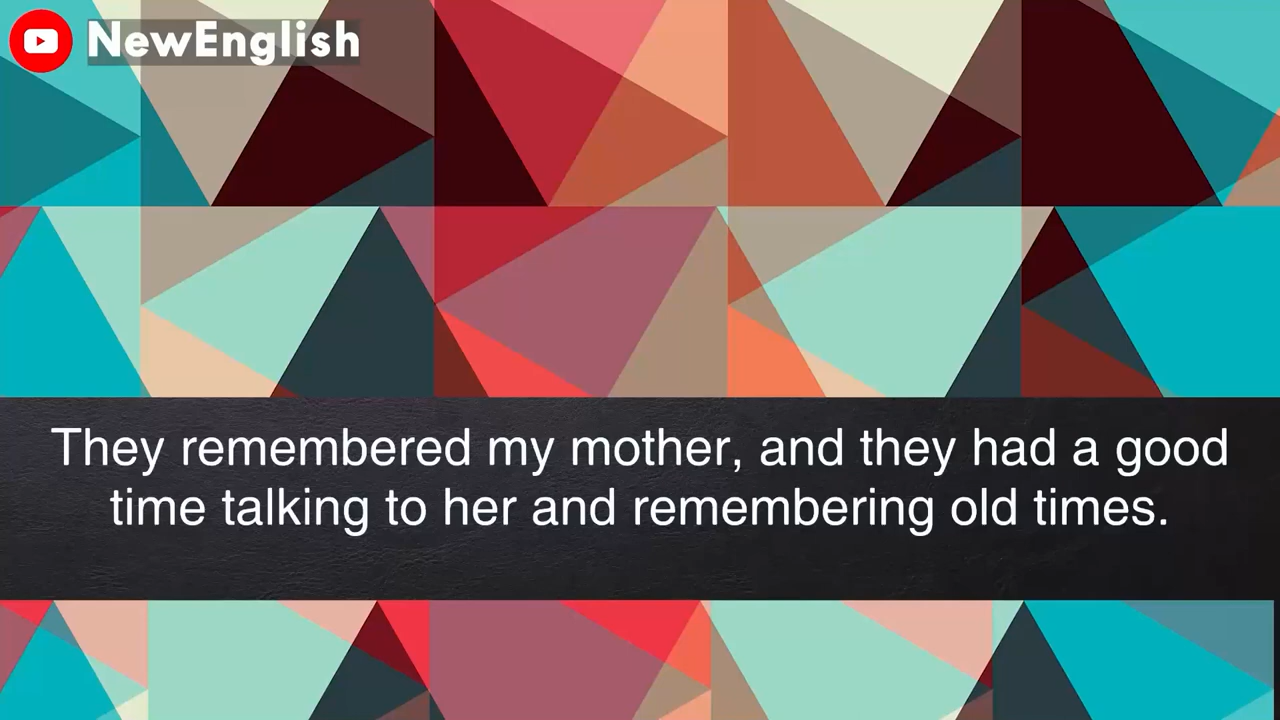 NewEnglish
They remembered my mother, and they had a good
time talking to her and remembering old times.